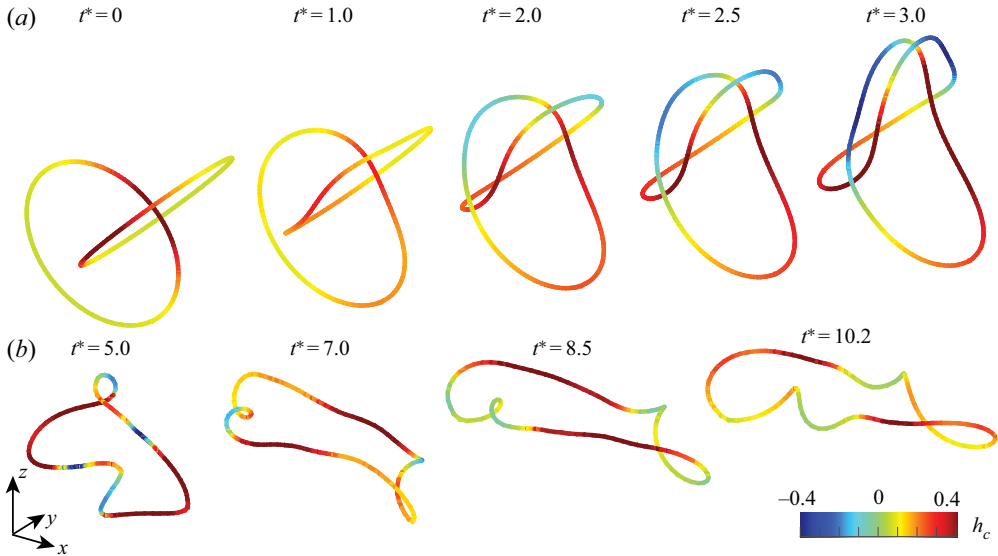 (a) t* = 0 t* = 1.0 t* = 2.0 t* = 2.5 t* = 3.0
(b) t* = 5.0 t* = 7.0 t* = 8.5 t* = 10.2
z
y
x
−0.4 0 0.4
h_c